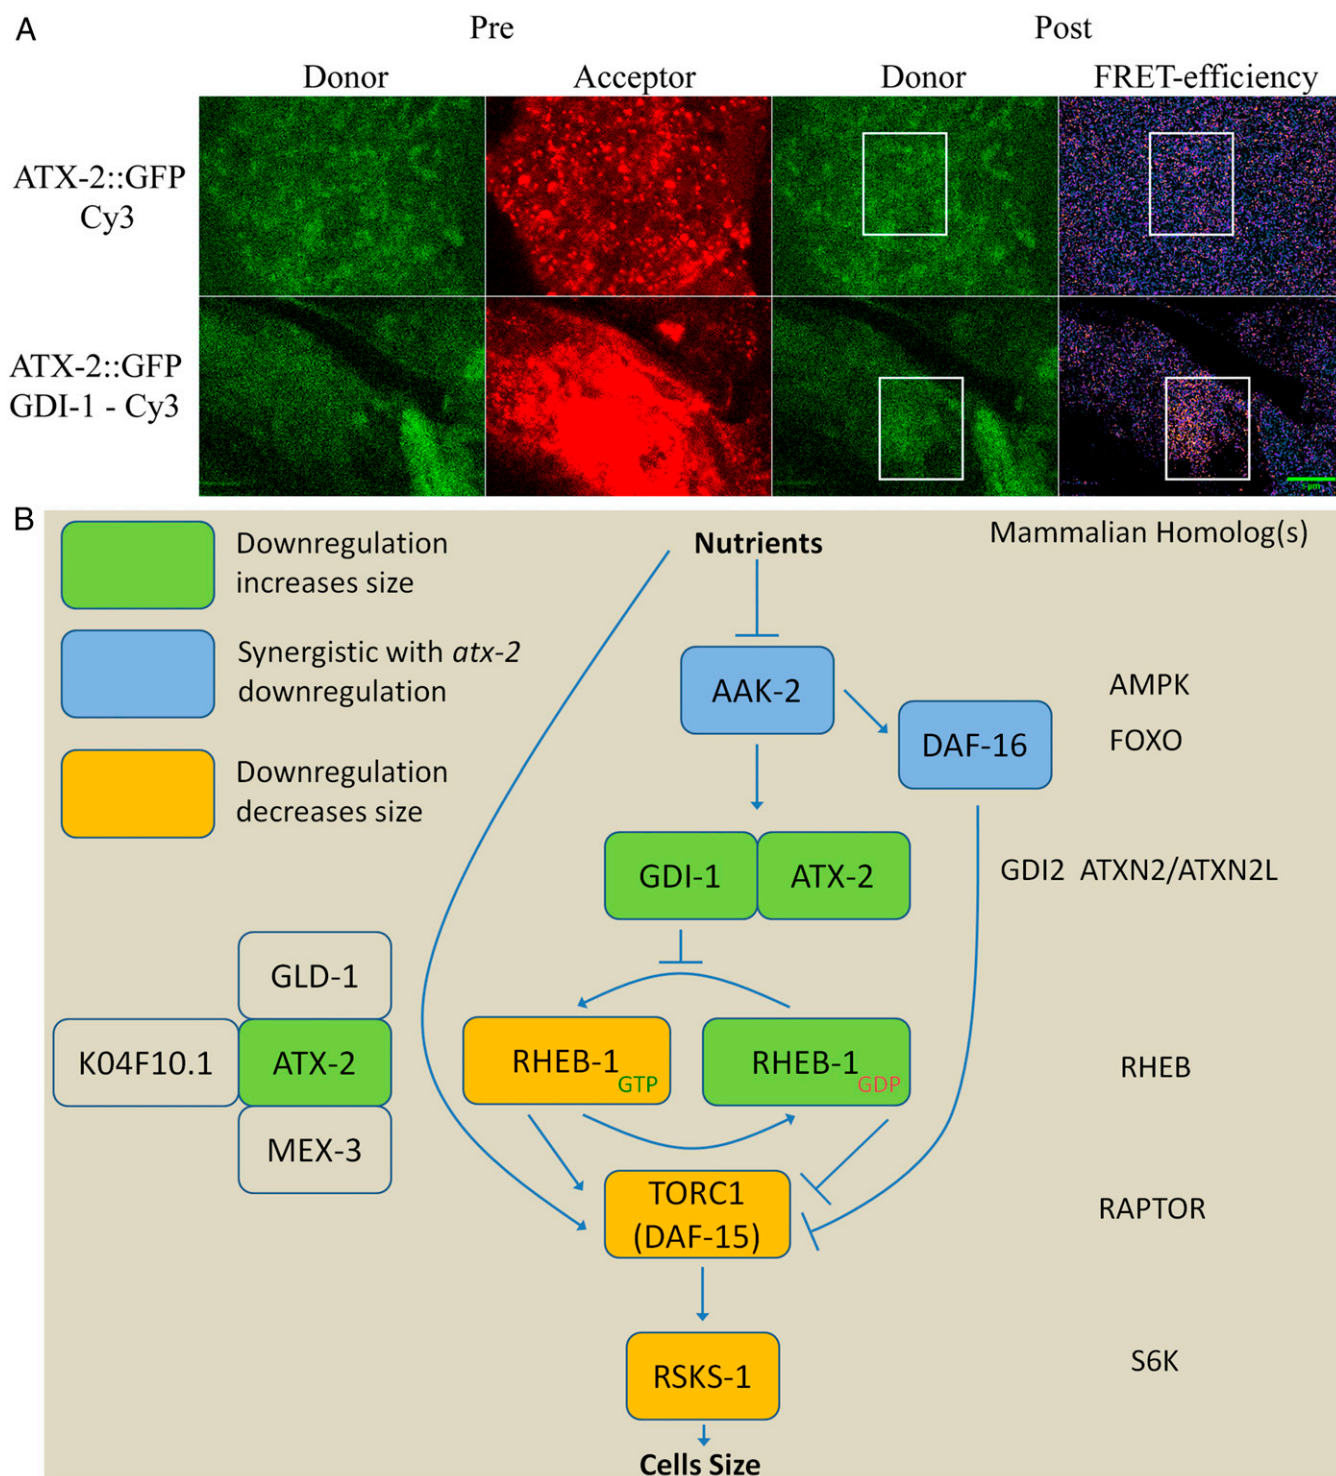 A
Pre
Post
Donor
Acceptor
Donor
FRET-efficiency
ATX-2::GFP
Cy3
ATX-2::GFP
GDI-1 - Cy3
B
Downregulation
increases size
Synergistic with atx-2
downregulation
Downregulation
decreases size
Nutrients
Mammalian Homolog(s)
AAK-2
AMPK
DAF-16
FOXO
GDI-1
ATX-2
GDI2 ATXN2/ATXN2L
GLD-1
K04F10.1
ATX-2
MEX-3
RHEB-1
GTP
RHEB-1
GDP
RHEB
TORC1
(DAF-15)
RAPTOR
RSKS-1
S6K
Cells Size